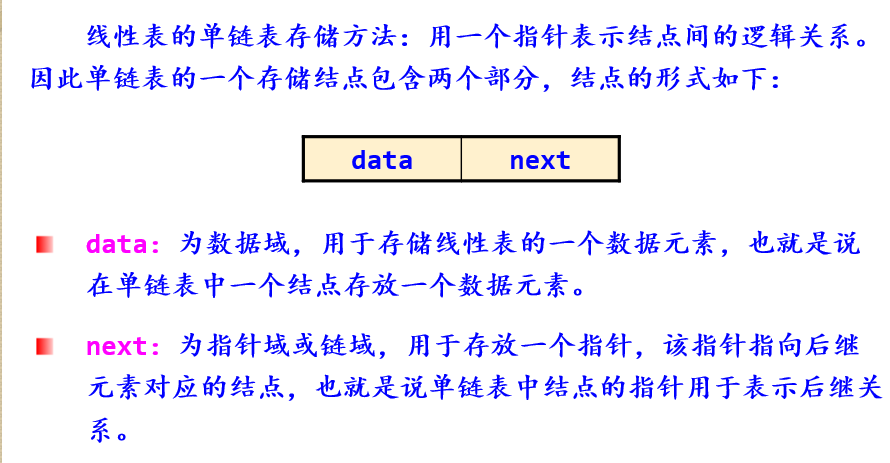 线性表的单链表存储方法：用一个指针表示结点间的逻辑关系。
因此单链表的一个存储结点包含两个部分，结点的形式如下：
data next
data：为数据域，用于存储线性表的一个数据元素，也就是说
在单链表中一个结点存放一个数据元素。
next：为指针域或链域，用于存放一个指针，该指针指向后继
元素对应的结点，也就是说单链表中结点的指针用于表示后继关
系。